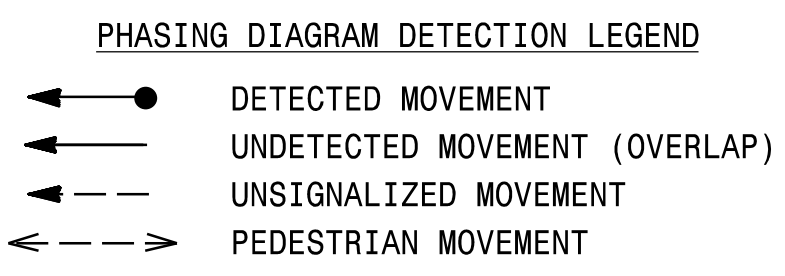 PHASING DIAGRAM DETECTION LEGEND
DETECTED MOVEMENT
UNDETECTED MOVEMENT (OVERLAP)
UNSIGNALIZED MOVEMENT
PEDESTRIAN MOVEMENT